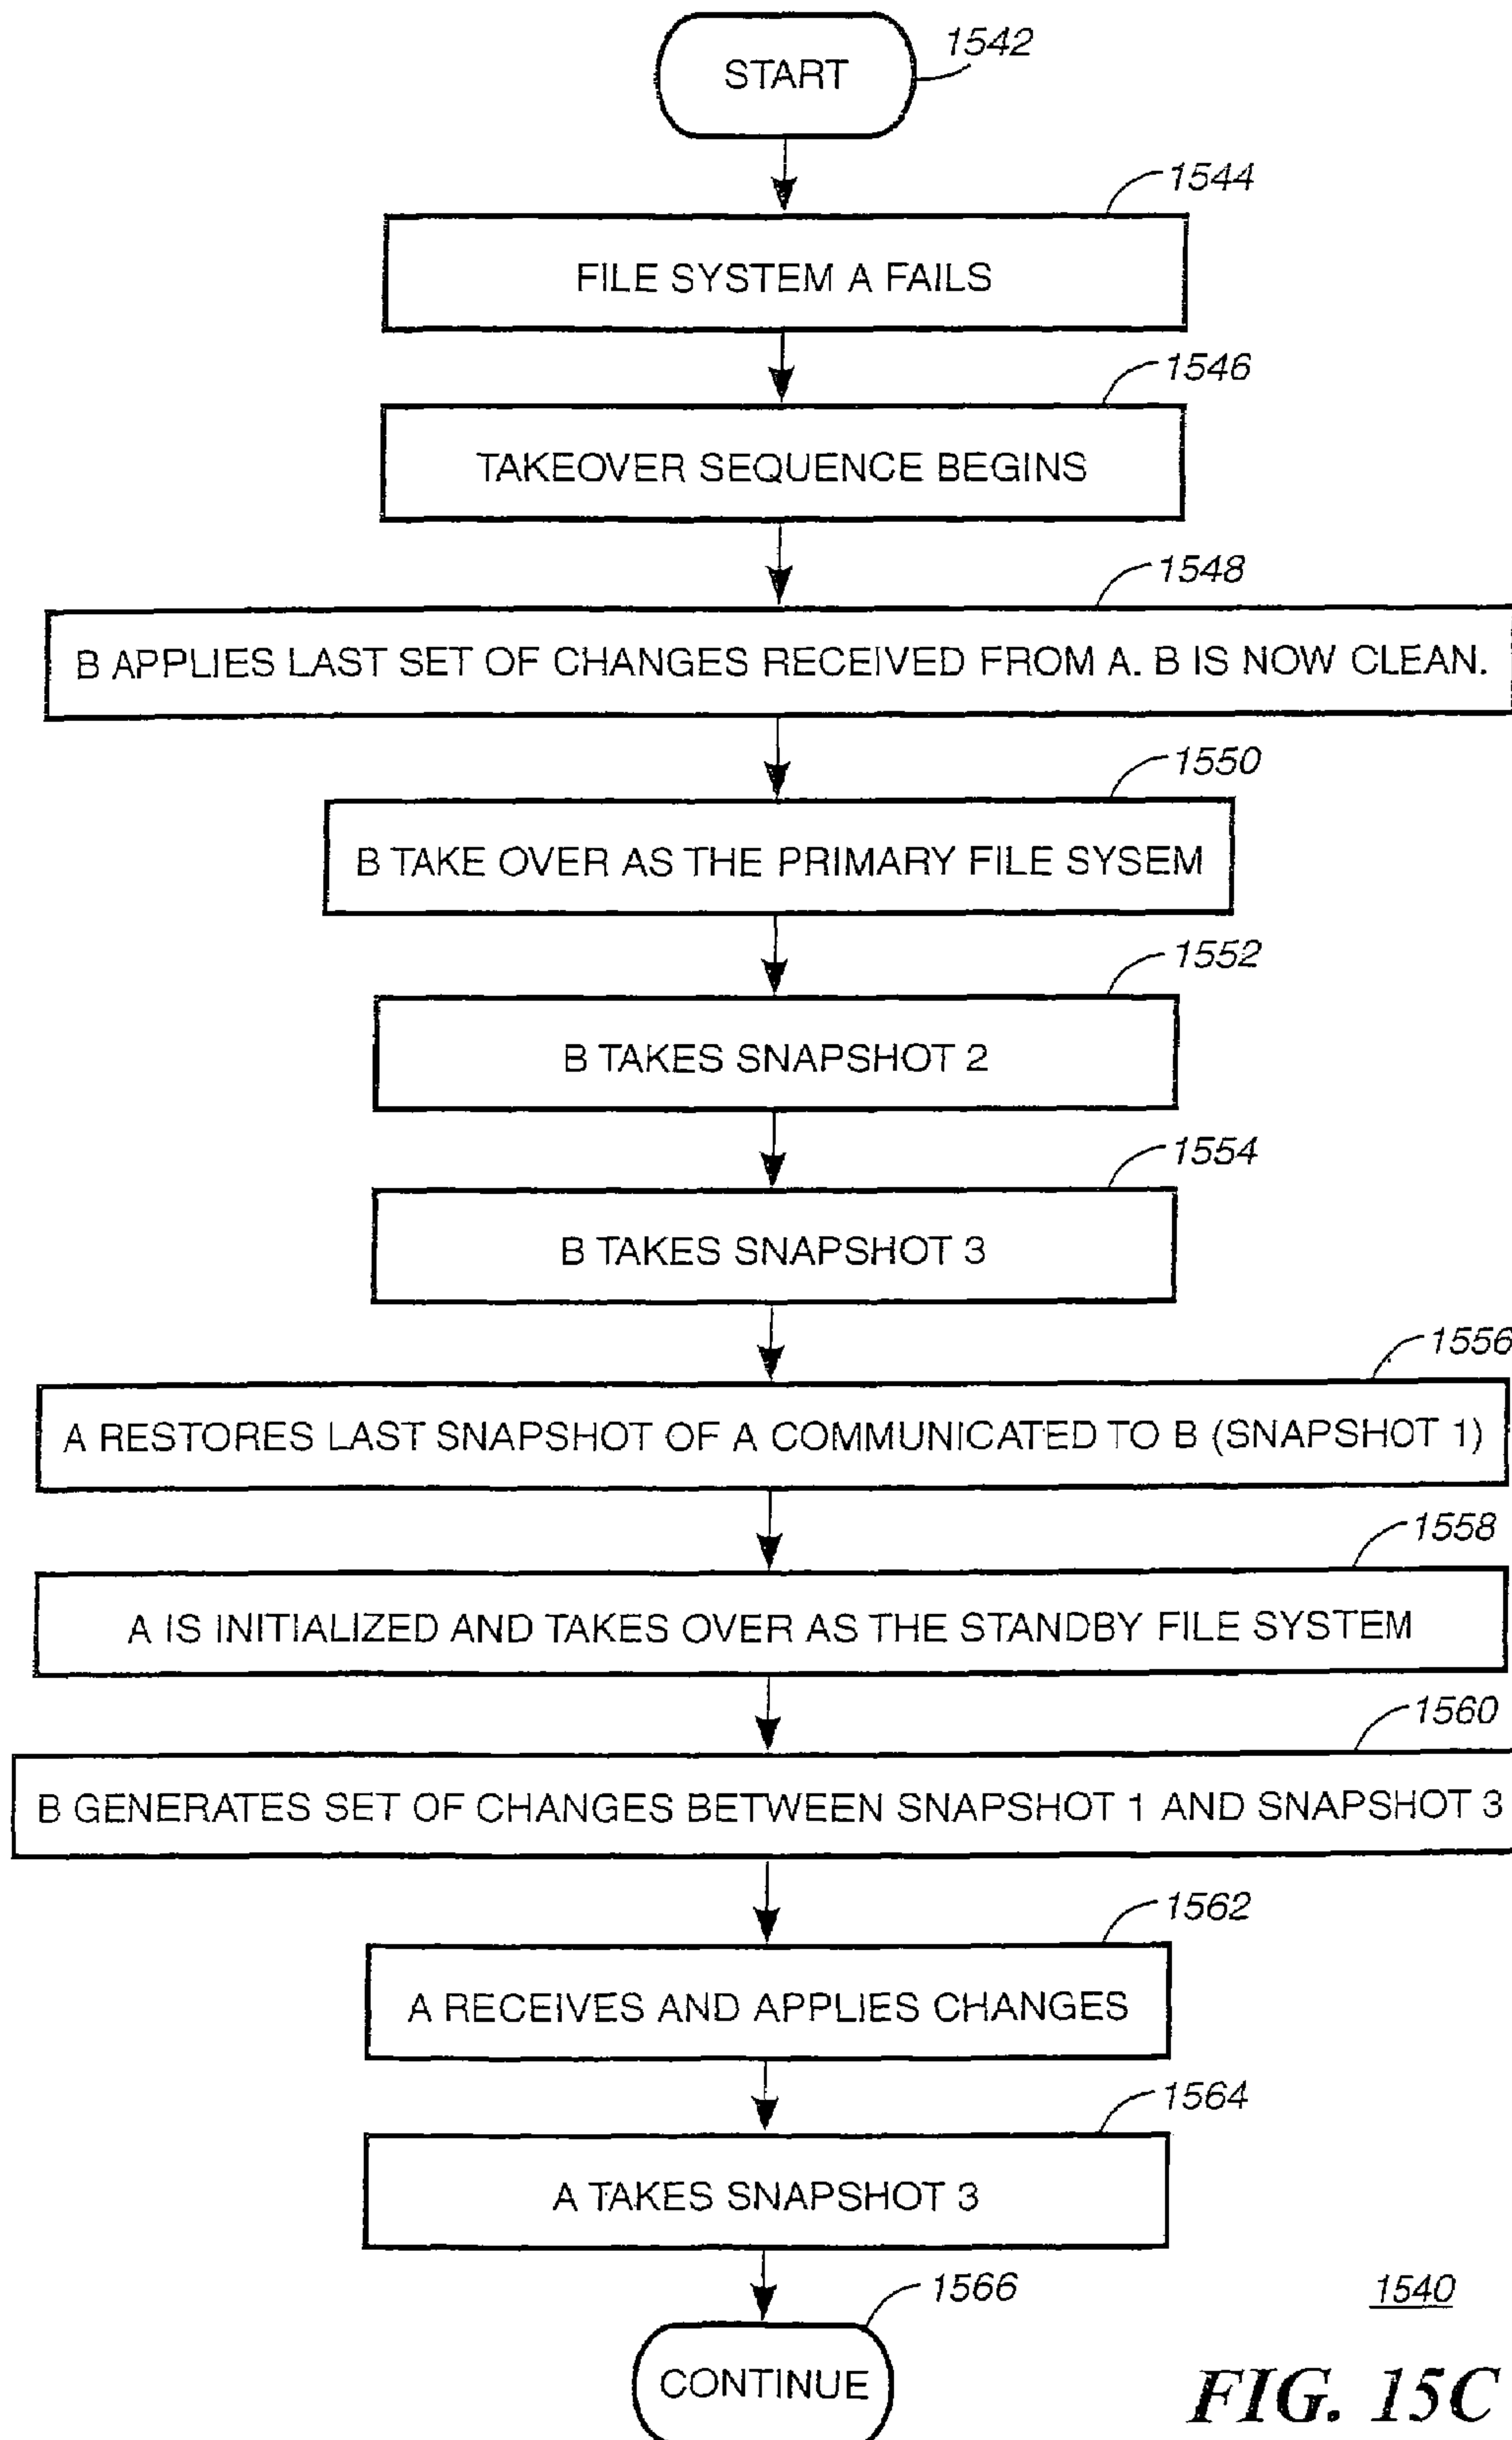 START
1542
1544
FILE SYSTEM A FAILS
1546
TAKEOVER SEQUENCE BEGINS
1548
B APPLIES LAST SET OF CHANGES RECEIVED FROM A. B IS NOW CLEAN.
1550
B TAKE OVER AS THE PRIMARY FILE SYSEM
1552
B TAKES SNAPSHOT 2
1554
B TAKES SNAPSHOT 3
1556
A RESTORES LAST SNAPSHOT OF A COMMUNICATED TO B (SNAPSHOT 1)
1558
A IS INITIALIZED AND TAKES OVER AS THE STANDBY FILE SYSTEM
1560
B GENERATES SET OF CHANGES BETWEEN SNAPSHOT 1 AND SNAPSHOT 3
1562
A RECEIVES AND APPLIES CHANGES
1564
A TAKES SNAPSHOT 3
1566
CONTINUE
1540
FIG. 15C